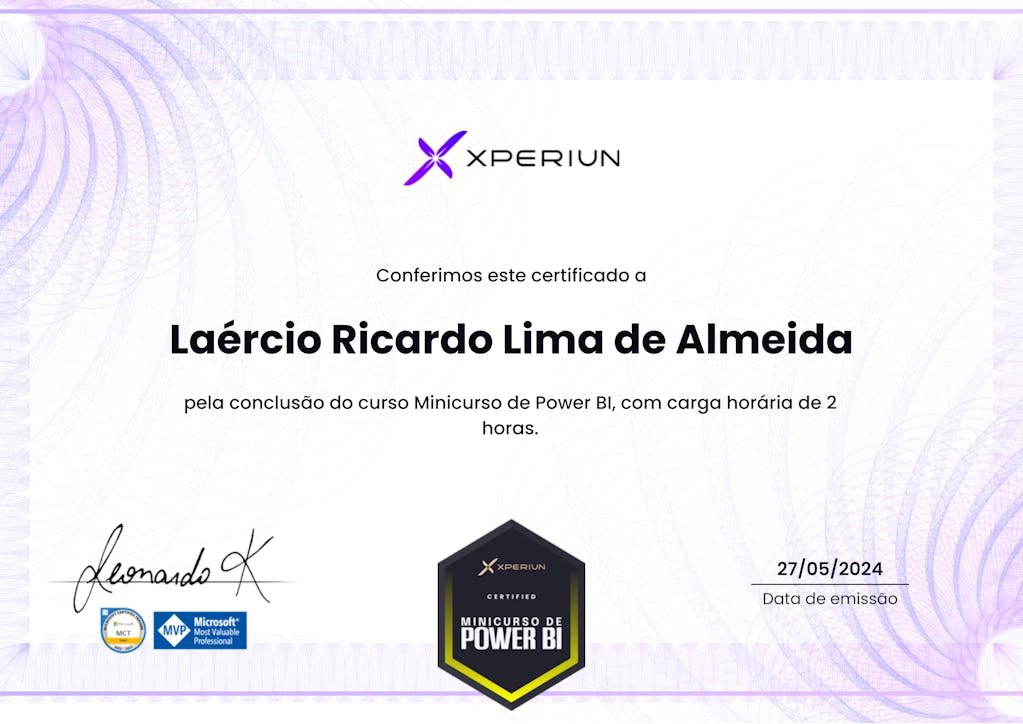 XPERIUN
Conferimos este certificado a
Laércio Ricardo Lima de Almeida
pela conclusão do curso Minicurso de Power BI, com carga horária de 2
horas.
Leonardo K
MCT
MVP
Microsoft®
Most Valuable
Professional
XPERIUN
CERTIFIED
MINICURSO DE
POWER BI
27/05/2024
Data de emissão